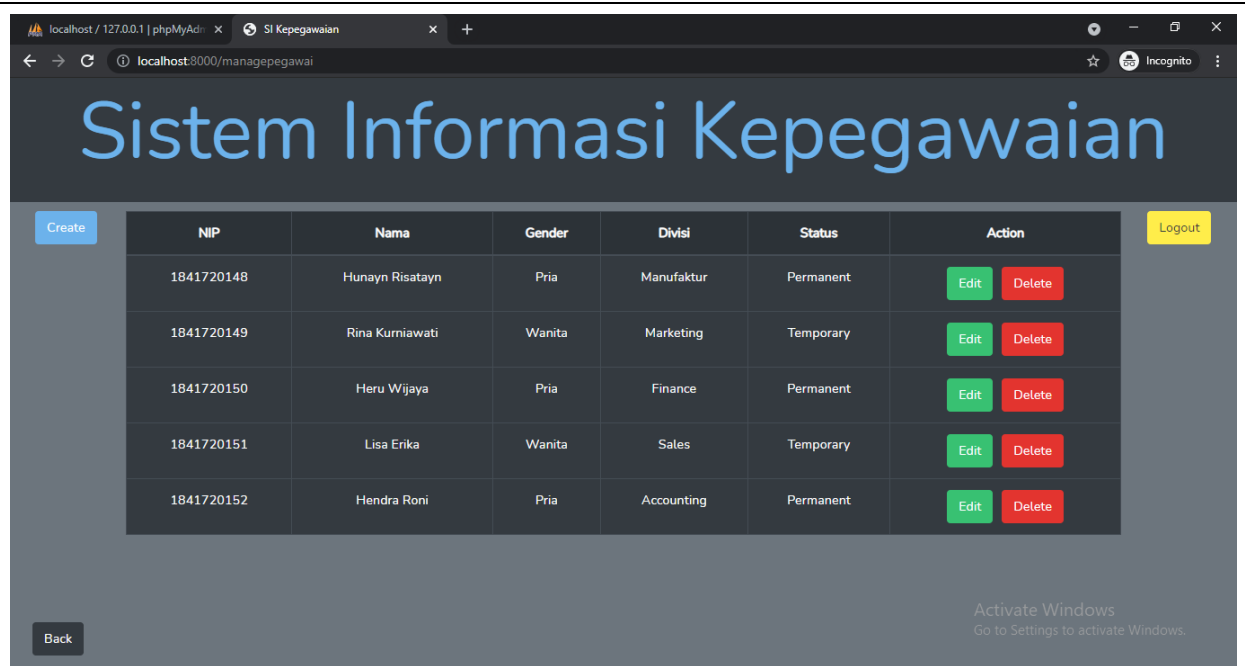 localhost / 127.0.0.1 | phpMyAdm
SI Kepegawaian
localhost:8000/managepegawai
Incognito
Sistem Informasi Kepegawaian
Create
NIP Nama Gender Divisi Status Action
Logout
1841720148 Hunayn Risatayn Pria Manufaktur Permanent Edit Delete
1841720149 Rina Kurniawati Wanita Marketing Temporary Edit Delete
1841720150 Heru Wijaya Pria Finance Permanent Edit Delete
1841720151 Lisa Erika Wanita Sales Temporary Edit Delete
1841720152 Hendra Roni Pria Accounting Permanent Edit Delete
Activate Windows
Go to Settings to activate Windows.
Back